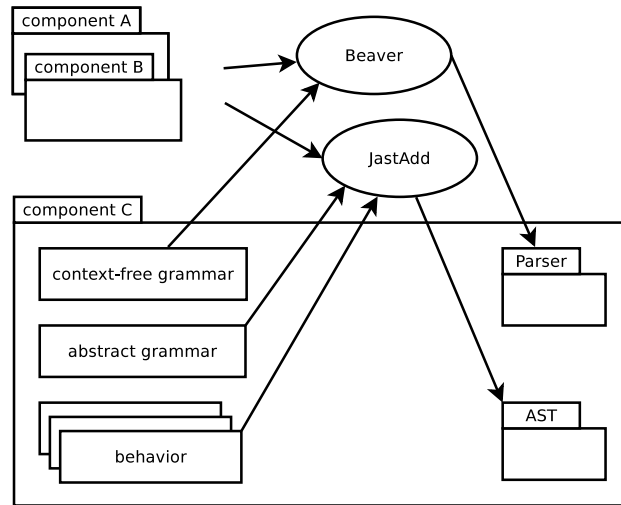 component A
component B
Beaver
JastAdd
component C
context-free grammar
Parser
abstract grammar
AST
behavior